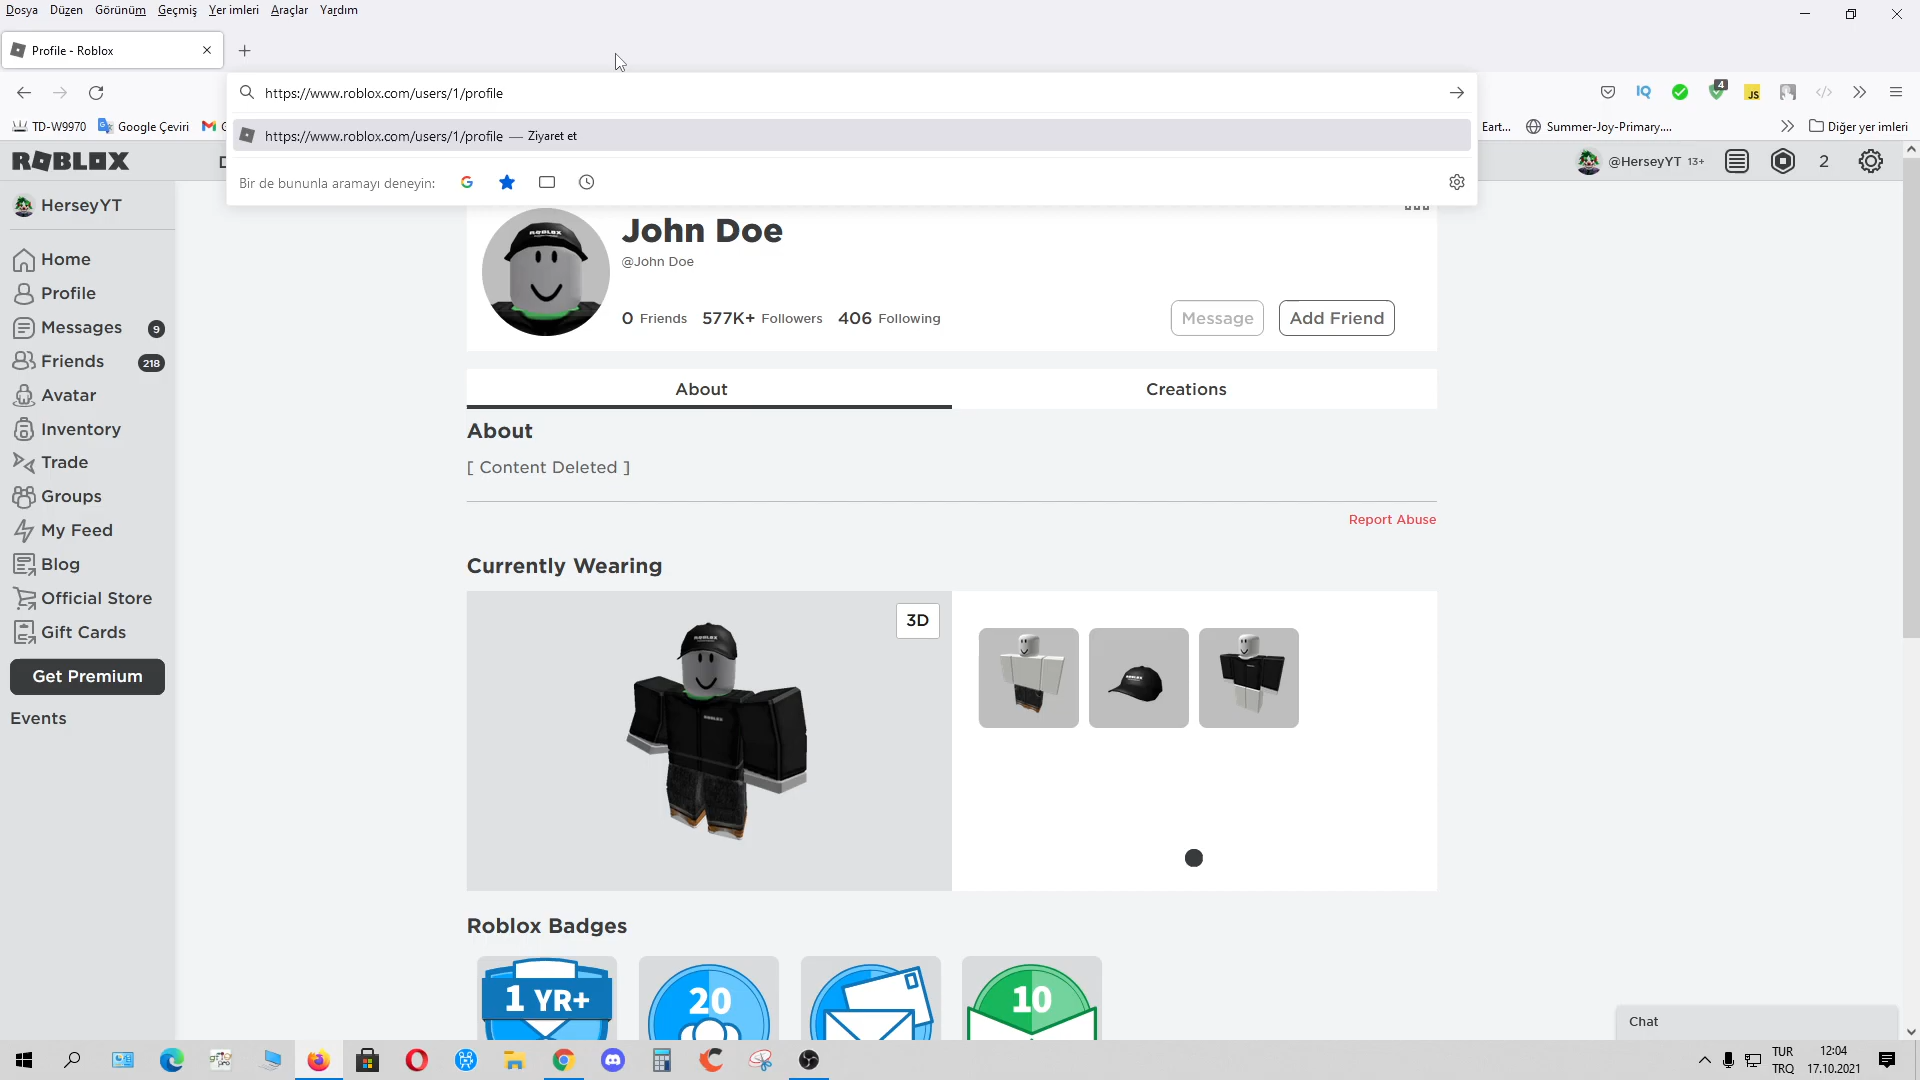 Dosya Düzen Görünüm Geçmiş Yer imleri Araçlar Yardım
Profile - Roblox
https://www.roblox.com/users/1/profile
4
JS
IQ
https://www.roblox.com/users/1/profile — Ziyaret et
TD-W9970 Google Çeviri
Eart... Summer-Joy-Primary.... Diğer yer imleri
Bir de bununla aramayı deneyin:
ROBLOX
@HerseyYT 13+ 2
HerseyYT
Home
Profile
Messages 9
Friends 218
Avatar
Inventory
Trade
Groups
My Feed
Blog
Official Store
Gift Cards
Get Premium
Events
John Doe
@John Doe
0 Friends 577K+ Followers 406 Following
Message Add Friend
About Creations
About
[ Content Deleted ]
Report Abuse
Currently Wearing
3D
ROBLOX
ROBLOX
Roblox Badges
1 YR+ 20 10
Chat
TUR 12:04
TRQ 17.10.2021